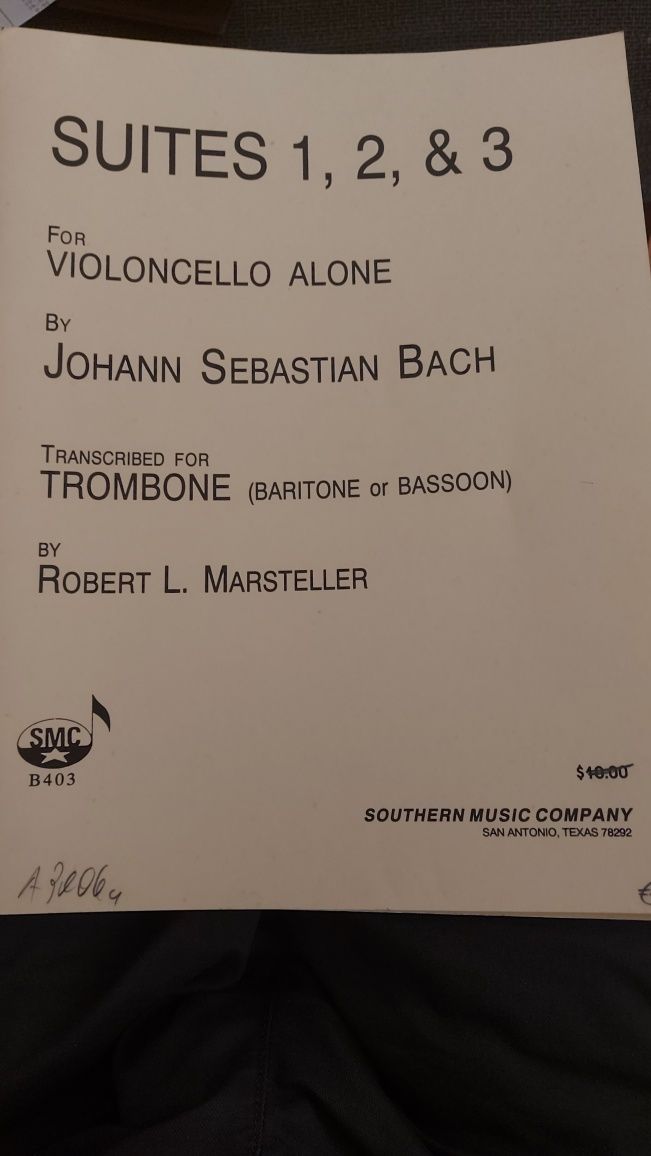 SUITES 1, 2, & 3
FOR
VIOLONCELLO ALONE
BY
JOHANN SEBASTIAN BACH
TRANSCRIBED FOR
TROMBONE (BARITONE or BASSOON)
BY
ROBERT L. MARSTELLER
SMC
B403
$10.00
SOUTHERN MUSIC COMPANY
SAN ANTONIO, TEXAS 78292